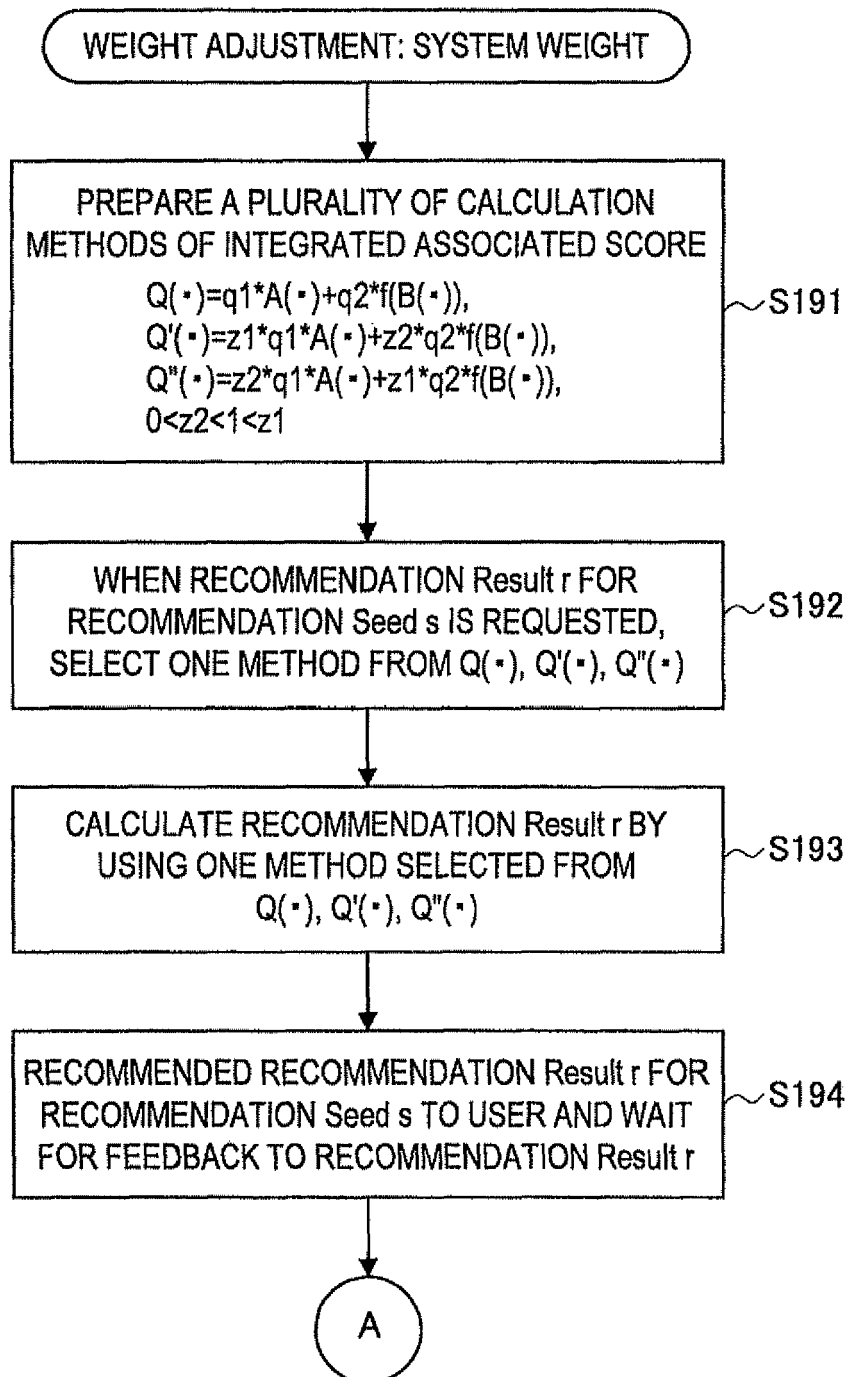 WEIGHT ADJUSTMENT: SYSTEM WEIGHT
PREPARE A PLURALITY OF CALCULATION
METHODS OF INTEGRATED ASSOCIATED SCORE
Q(▪)=q1*A(▪)+q2*f(B(▪)),
Q'(▪)=z1*q1*A(▪)+z2*q2*f(B(▪)),
Q"(▪)=z2*q1*A(▪)+z1*q2*f(B(▪)),
0<z2<1<z1
S191
WHEN RECOMMENDATION Result r FOR
RECOMMENDATION Seed s IS REQUESTED,
SELECT ONE METHOD FROM Q(▪), Q'(▪), Q"(▪)
S192
CALCULATE RECOMMENDATION Result r BY
USING ONE METHOD SELECTED FROM
Q(▪), Q'(▪), Q"(▪)
S193
RECOMMENDED RECOMMENDATION Result r FOR
RECOMMENDATION Seed s TO USER AND WAIT
FOR FEEDBACK TO RECOMMENDATION Result r
S194
A